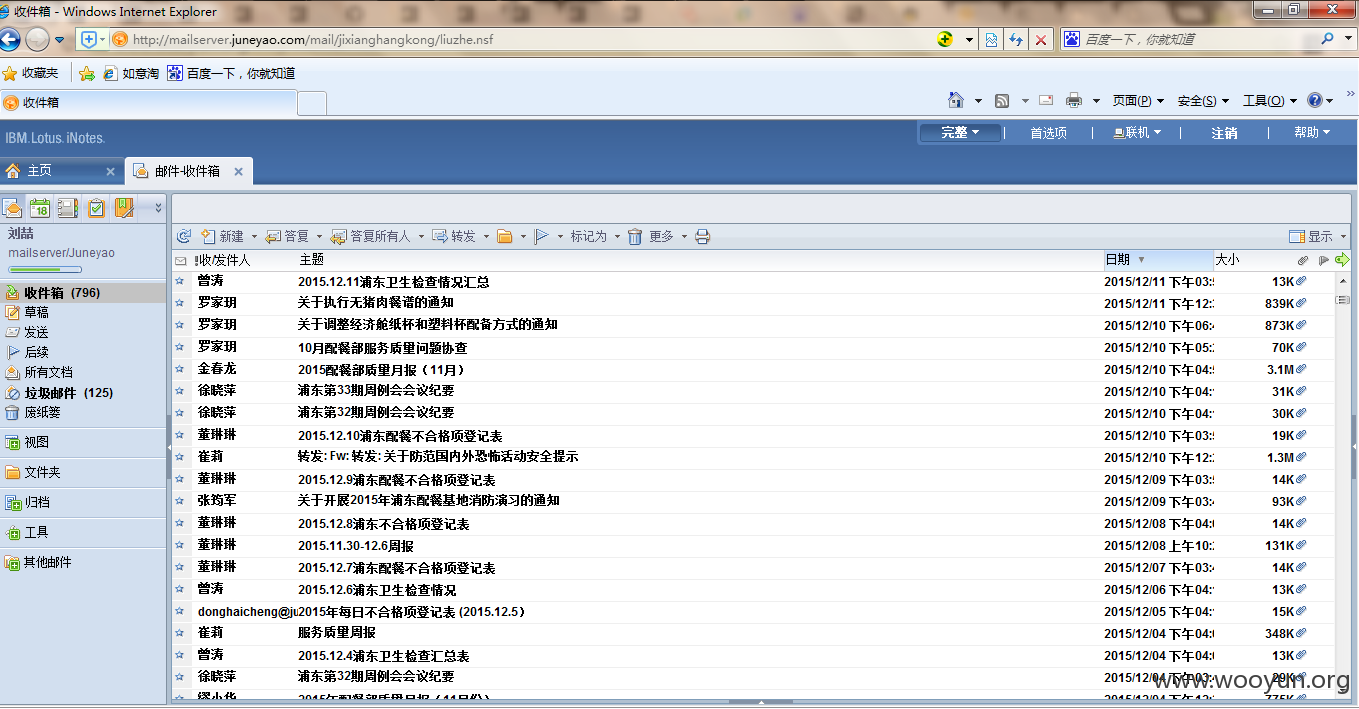 收件箱 - Windows Internet Explorer
http://mailserver.juneyao.com/mail/jixianghangkong/liuzhe.nsf
百度一下，你就知道
收藏夹 如意淘 百度一下，你就知道
收件箱
页面(P) 安全(S) 工具(O)
IBM.Lotus.iNotes.
完整 首选项 联机 注销 帮助
主页 邮件-收件箱
18
刘喆
mailserver/Juneyao
收件箱 (796)
草稿
发送
后续
所有文档
垃圾邮件 (125)
废纸篓
视图
文件夹
归档
工具
其他邮件
新建 答复 答复所有人 转发 标记为 更多 显示
!收/发件人 主题 日期 大小
曾涛 2015.12.11浦东卫生检查情况汇总 2015/12/11 下午03: 13K
罗家玥 关于执行无猪肉餐谱的通知 2015/12/11 下午12: 839K
罗家玥 关于调整经济舱纸杯和塑料杯配备方式的通知 2015/12/10 下午06: 873K
罗家玥 10月配餐部服务质量问题协查 2015/12/10 下午05: 70K
金春龙 2015配餐部质量月报（11月） 2015/12/10 下午04: 3.1M
徐晓萍 浦东第33期周例会会议纪要 2015/12/10 下午04: 31K
徐晓萍 浦东第32期周例会会议纪要 2015/12/10 下午04: 30K
董琳琳 2015.12.10浦东配餐不合格项登记表 2015/12/10 下午03: 19K
崔莉 转发: Fw: 转发: 关于防范国内外恐怖活动安全提示 2015/12/10 下午12: 1.3M
董琳琳 2015.12.9浦东配餐不合格项登记表 2015/12/09 下午03: 14K
张筠军 关于开展2015年浦东配餐基地消防演习的通知 2015/12/09 下午03: 93K
董琳琳 2015.12.8浦东不合格项登记表 2015/12/08 下午04: 14K
董琳琳 2015.11.30-12.6周报 2015/12/08 上午10: 131K
董琳琳 2015.12.7浦东配餐不合格项登记表 2015/12/07 下午03: 14K
曾涛 2015.12.6浦东卫生检查情况 2015/12/06 下午04: 13K
donghaicheng@ju 2015年每日不合格项登记表 (2015.12.5） 2015/12/05 下午04: 15K
崔莉 服务质量周报 2015/12/04 下午04: 348K
曾涛 2015.12.4浦东卫生检查汇总表 2015/12/04 下午04: 13K
徐晓萍 浦东第32期周例会会议纪要 2015/12/04 下午03: 29K
缪小华 2015年配餐部质量月报（11月份） 2015/12/04 下午12: 775K
www.wooyun.org